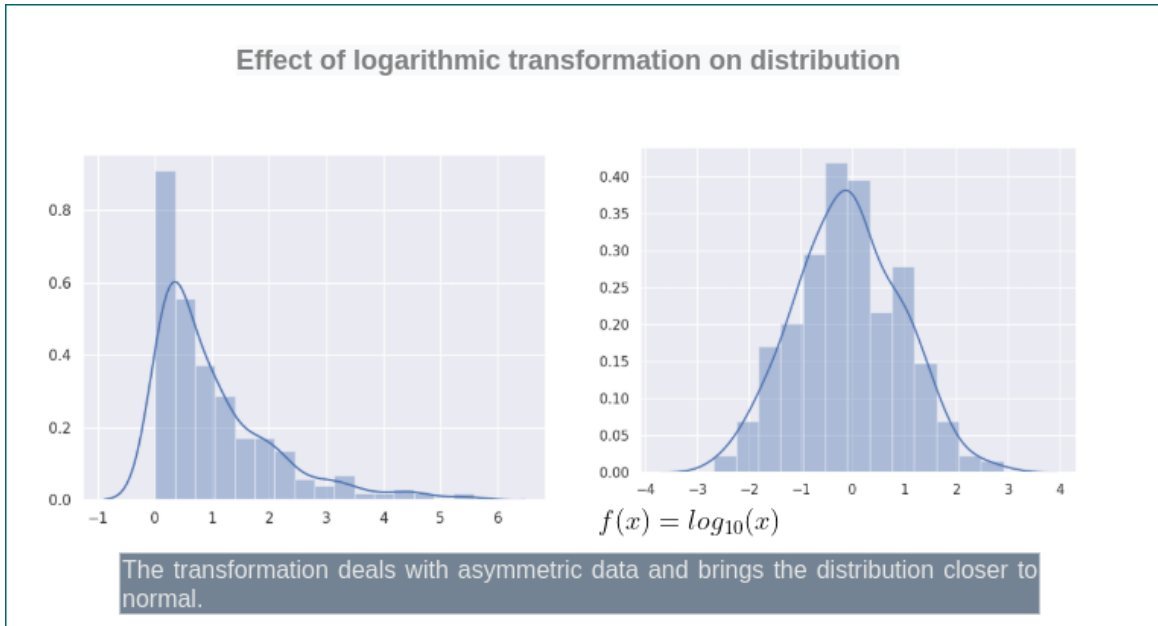 Effect of logarithmic transformation on distribution
0.8
0.6
0.4
0.2
0.0
−1 0 1 2 3 4 5 6
0.40
0.35
0.30
0.25
0.20
0.15
0.10
0.05
0.00
−4 −3 −2 −1 0 1 2 3 4
f(x) = log₁₀(x)
The transformation deals with asymmetric data and brings the distribution closer to
normal.